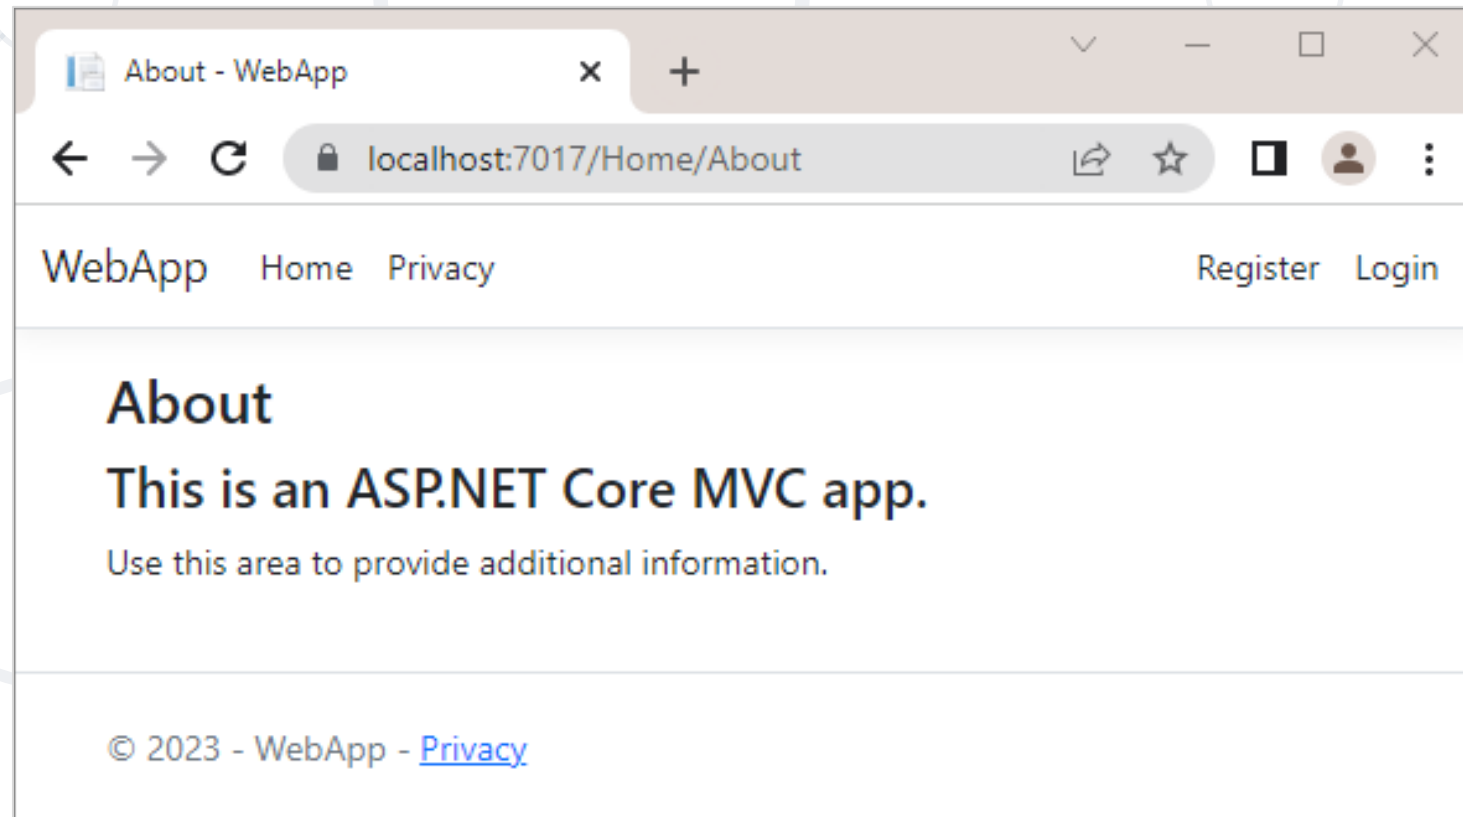 About - WebApp
localhost:7017/Home/About
WebApp Home Privacy Register Login
About
This is an ASP.NET Core MVC app.
Use this area to provide additional information.
© 2023 - WebApp - Privacy